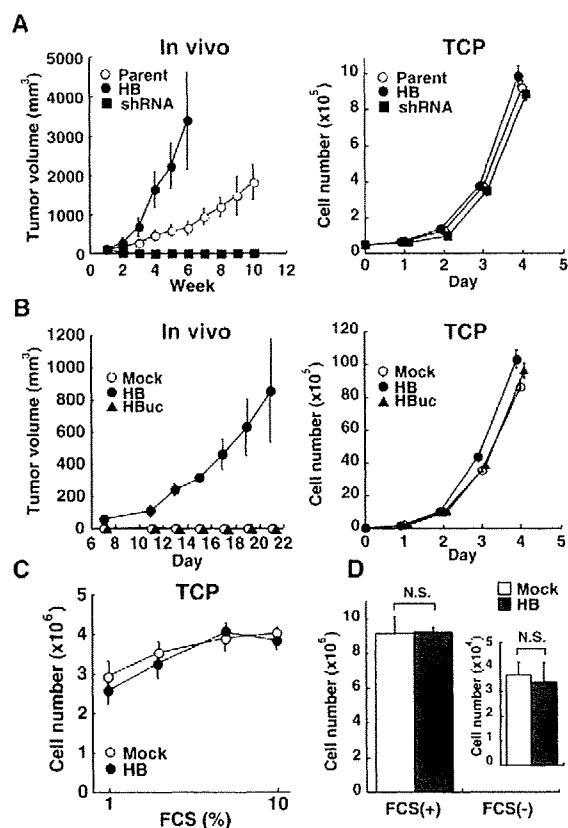 A
In vivo
Tumor volume (mm³)
5000
4000
3000
2000
1000
0
Parent
HB
shRNA
0 2 4 6 8 10 12
Week
TCP
Cell number (x10⁵)
10
8
6
4
2
0
Parent
HB
shRNA
0 1 2 3 4 5
Day
B
In vivo
Tumor volume (mm³)
1200
1000
800
600
400
200
0
Mock
HB
HBuc
6 8 10 12 14 16 18 20 22
Day
TCP
Cell number (x10⁵)
120
100
80
60
40
20
0
Mock
HB
HBuc
0 1 2 3 4 5
Day
C
TCP
Cell number (x10⁶)
6
5
4
3
2
1
0
Mock
HB
1 10
FCS (%)
D
Mock
HB
Cell number (x10⁵)
10
8
6
4
2
0
N.S.
Cell number (x10⁴)
5
4
3
2
1
0
N.S.
FCS(+) FCS(-)